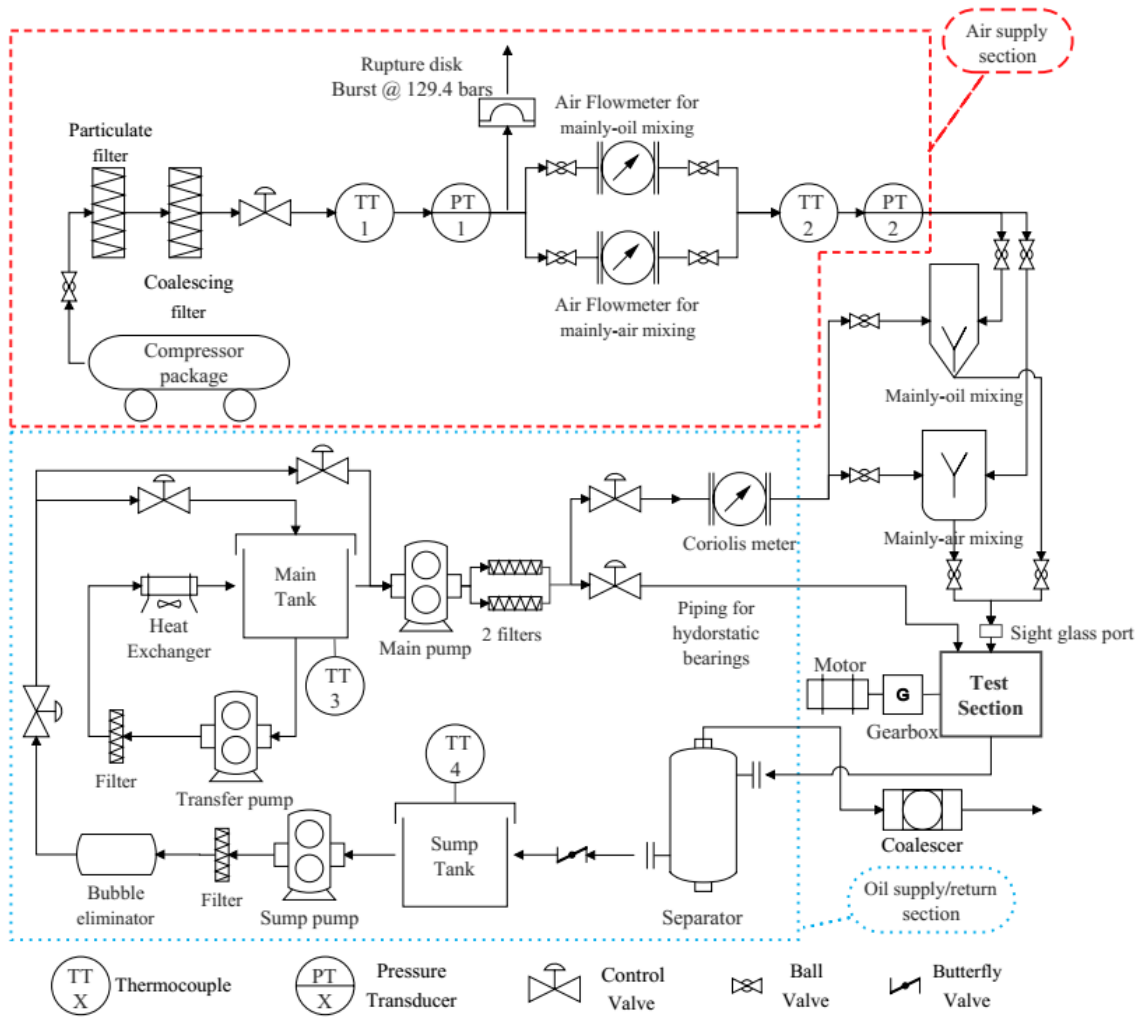 Air supply
section
Rupture disk
Burst @ 129.4 bars
Air Flowmeter for
mainly-oil mixing
Particulate
filter
TT
1
PT
1
TT
2
PT
2
Coalescing
filter
Air Flowmeter for
mainly-air mixing
Compressor
package
Mainly-oil mixing
Mainly-air mixing
Coriolis meter
Main
Tank
Heat
Exchanger
Main pump
2 filters
Piping for
hydorstatic
bearings
Sight glass port
TT
3
Motor
G
Gearbox
Test
Section
Filter
Transfer pump
TT
4
Sump
Tank
Coalescer
Bubble
eliminator
Filter
Sump pump
Separator
Oil supply/return
section
TT
X
Thermocouple
PT
X
Pressure
Transducer
Control
Valve
Ball
Valve
Butterfly
Valve